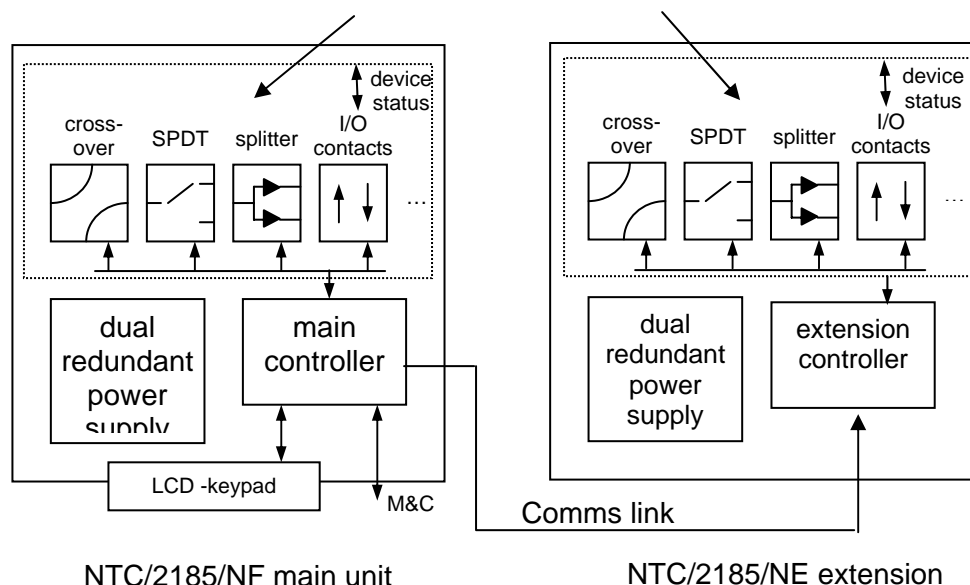 device
status
cross-
over
SPDT
splitter
I/O
contacts
...
dual
redundant
power
supply
main
controller
LCD -keypad
M&C
device
status
cross-
over
SPDT
splitter
I/O
contacts
...
dual
redundant
power
supply
extension
controller
Comms link
NTC/2185/NF main unit
NTC/2185/NE extension